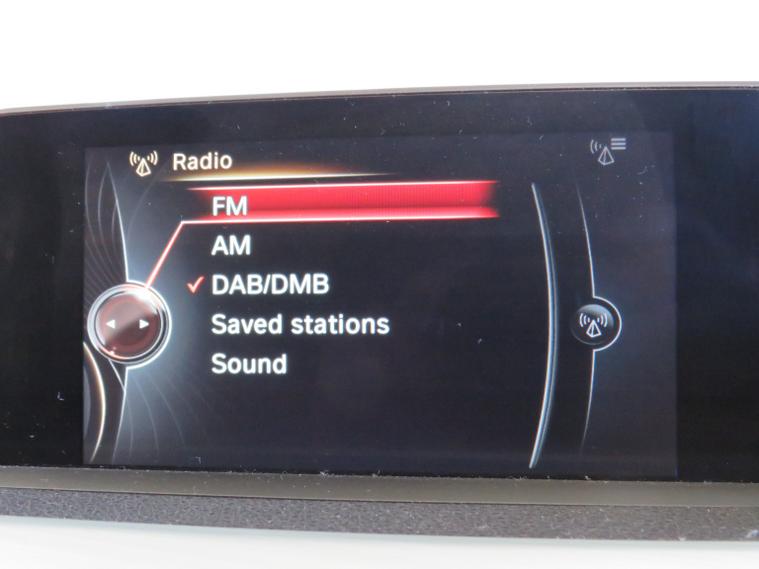 Radio
FM
AM
DAB/DMB
Saved stations
Sound